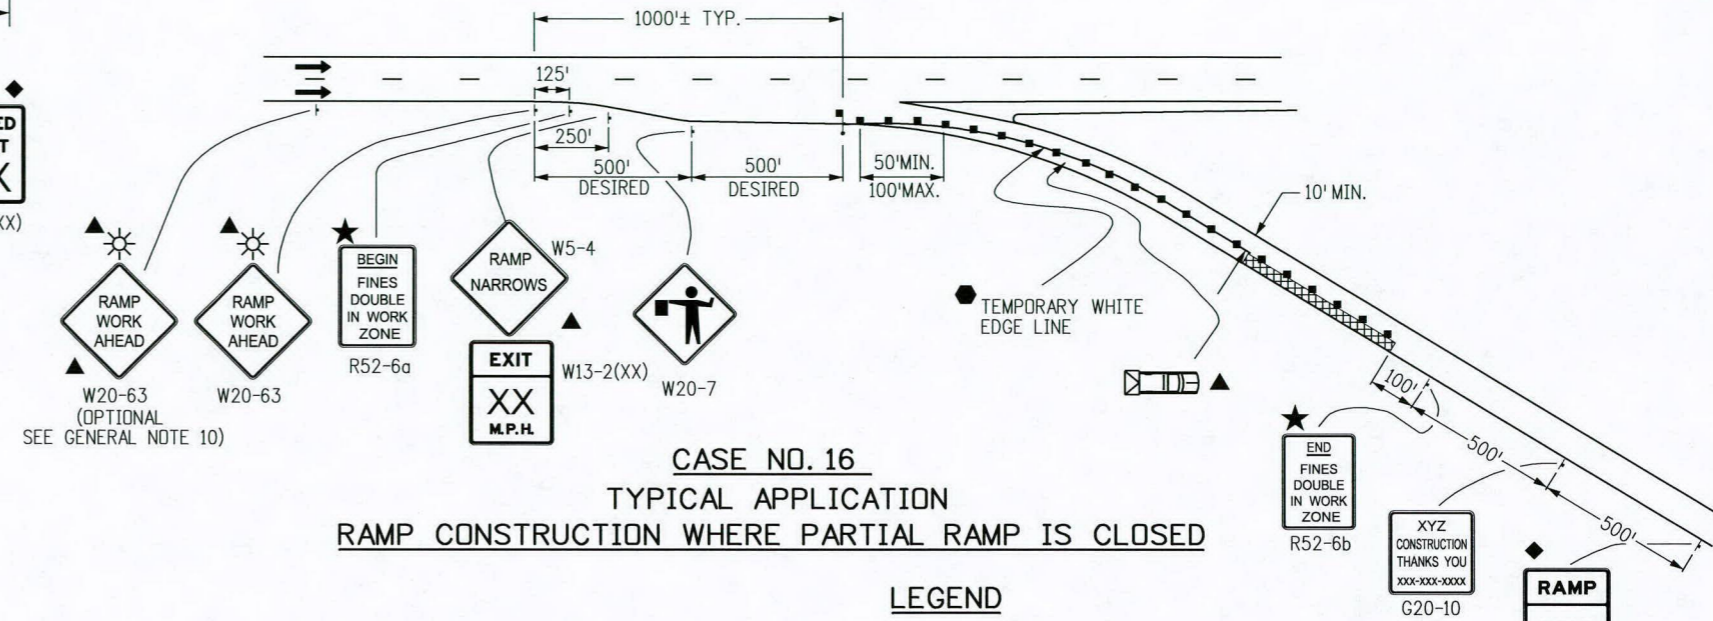 1000'± TYP.
125'
250'
500'
DESIRED
500'
DESIRED
50'MIN.
100'MAX.
10' MIN.
XX)
RAMP
WORK
AHEAD
W20-63
(OPTIONAL
SEE GENERAL NOTE 10)
RAMP
WORK
AHEAD
W20-63
BEGIN
FINES
DOUBLE
IN WORK
ZONE
R52-6a
RAMP
NARROWS
W5-4
EXIT
XX
M.P.H.
W13-2(XX)
W20-7
TEMPORARY WHITE
EDGE LINE
100'
500'
500'
END
FINES
DOUBLE
IN WORK
ZONE
R52-6b
XYZ
CONSTRUCTION
THANKS YOU
xxx-xxx-xxxx
G20-10
RAMP
CASE NO. 16
TYPICAL APPLICATION
RAMP CONSTRUCTION WHERE PARTIAL RAMP IS CLOSED
LEGEND